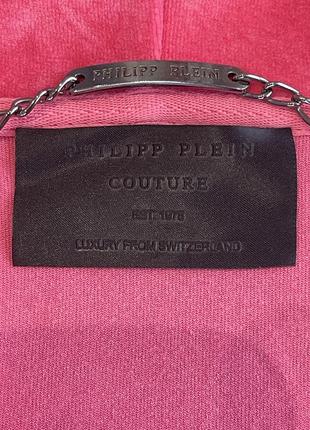 PHILIPP PLEIN
PHILIPP PLEIN
COUTURE
EST. 1978
LUXURY FROM SWITZERLAND